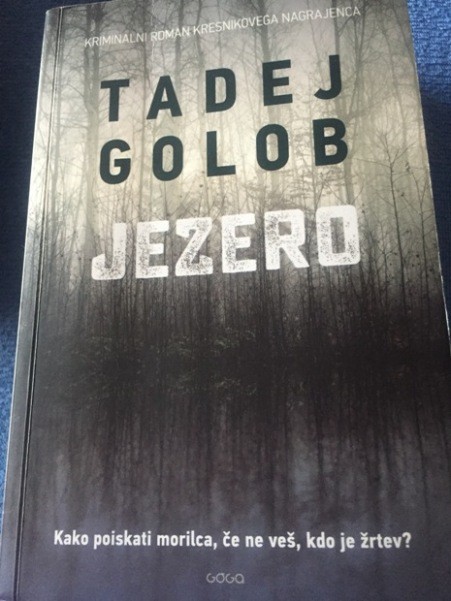 KRIMINALNI ROMAN KRESNIKOVEGA NAGRAJENCA
TADEJ
GOLOB
JEZERO
Kako poiskati morilca, če ne veš, kdo je žrtev?
GOGA